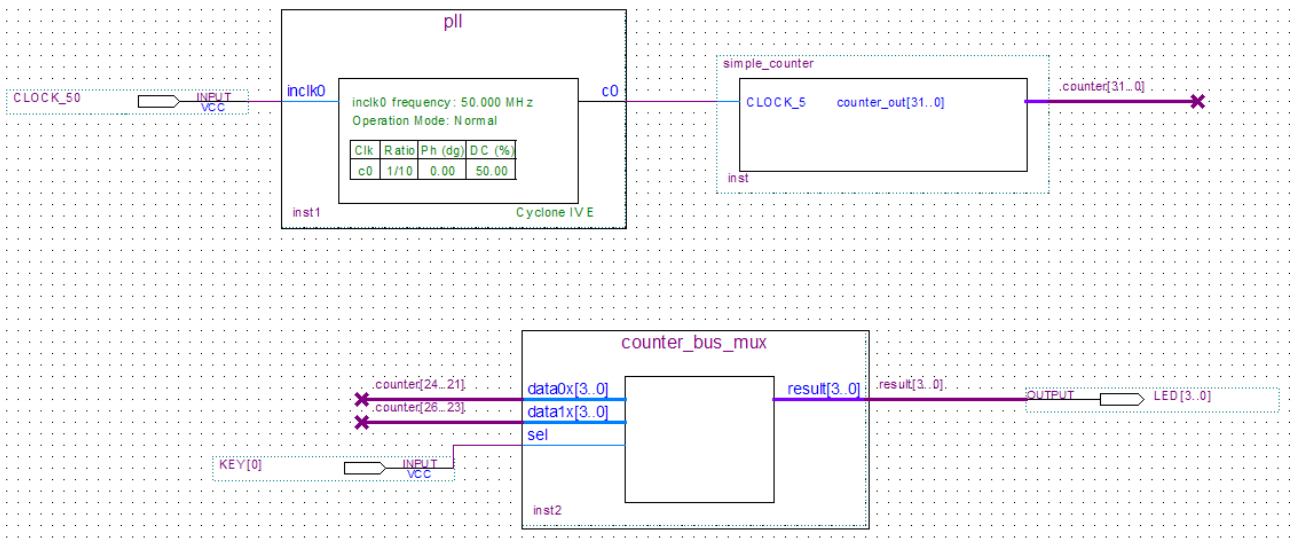 pll
CLOCK_50
INPUT
VCC
inclk0
c0
inclk0 frequency: 50.000 MHz
Operation Mode: Normal
Clk Ratio Ph (dg) DC (%)
c0 1/10 0.00 50.00
inst1
Cyclone IV E
simple_counter
CLOCK_5 counter_out[31..0]
inst
counter[31..0]
counter_bus_mux
counter[24...21]
counter[26...23]
data0x[3..0]
data1x[3..0]
sel
result[3..0]
result[3..0]
OUTPUT
LED[3..0]
KEY[0]
INPUT
VCC
inst2